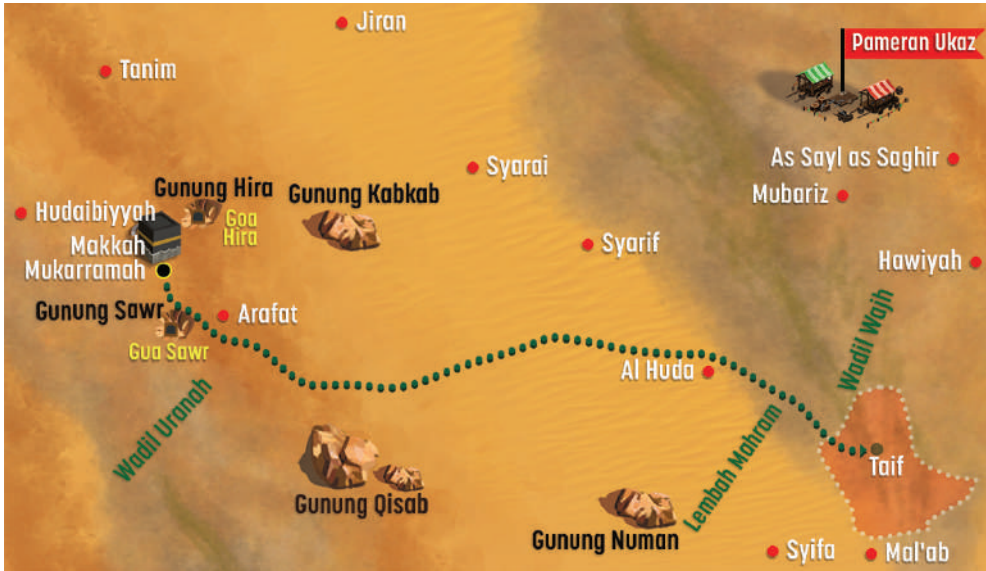 Jiran
Pameran Ukaz
Tanim
As Sayl as Saghir
Syarai
Mubariz
Gunung Hira
Gunung Kabkab
Hudaibiyyah
Goa
Hira
Makkah
Mukarramah
Syarif
Hawiyah
Gunung Sawr
Arafat
Gua Sawr
Wadil Wajh
Al Huda
Wadil Uranah
Lembah Mahram
Taif
Gunung Qisab
Gunung Numan
Syifa
Mal'ab